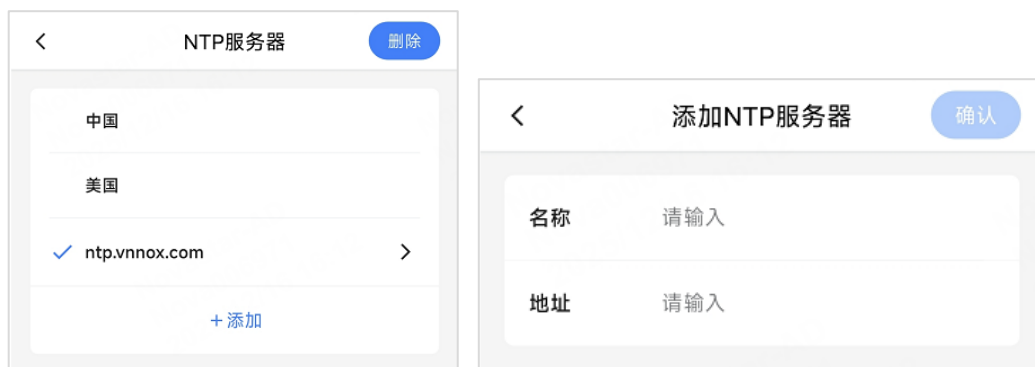 NTP服务器
删除
中国
美国
ntp.vnnox.com
+添加
添加NTP服务器
确认
名称
请输入
地址
请输入